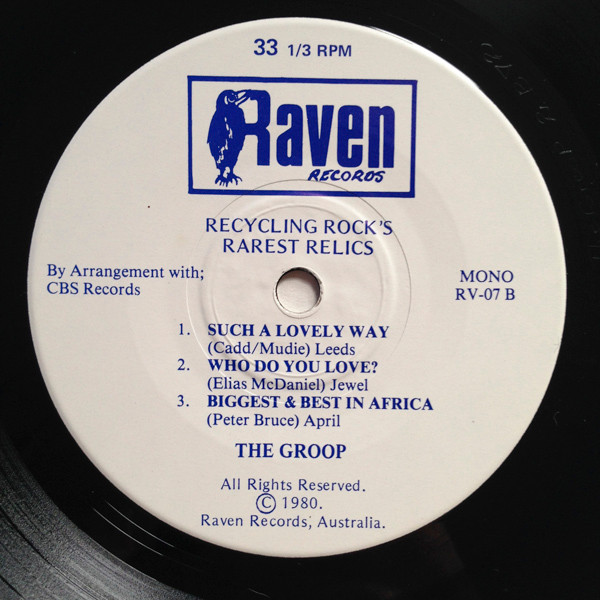 33 1/3 RPM
Raven
RECORDS
RECYCLING ROCK'S
RAREST RELICS
By Arrangement with;
CBS Records
MONO
RV-07 B
1. SUCH A LOVELY WAY
(Cadd/Mudie) Leeds
2. WHO DO YOU LOVE?
(Elias McDaniel) Jewel
3. BIGGEST & BEST IN AFRICA
(Peter Bruce) April
THE GROOP
All Rights Reserved.
© 1980.
Raven Records, Australia.